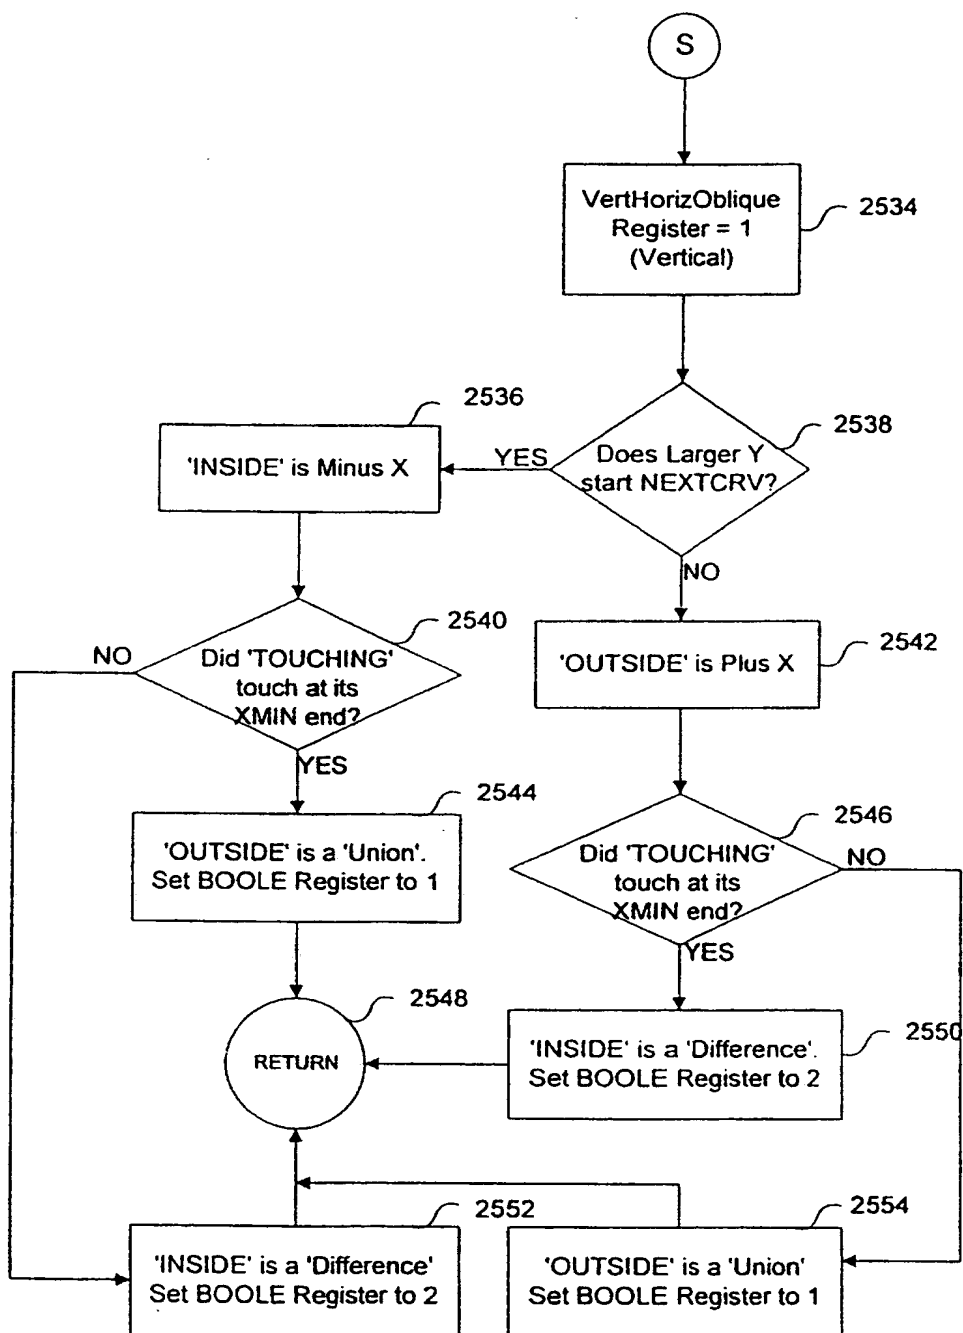 S
VertHorizOblique
Register = 1
(Vertical)
2534
2536
'INSIDE' is Minus X
YES
Does Larger Y
start NEXTCRV?
2538
NO
2540
NO
Did 'TOUCHING'
touch at its
XMIN end?
YES
'OUTSIDE' is Plus X
2542
2544
'OUTSIDE' is a 'Union'.
Set BOOLE Register to 1
2546
Did 'TOUCHING'
touch at its
XMIN end?
NO
YES
2548
RETURN
'INSIDE' is a 'Difference'.
Set BOOLE Register to 2
2550
2552
'INSIDE' is a 'Difference'
Set BOOLE Register to 2
2554
'OUTSIDE' is a 'Union'
Set BOOLE Register to 1